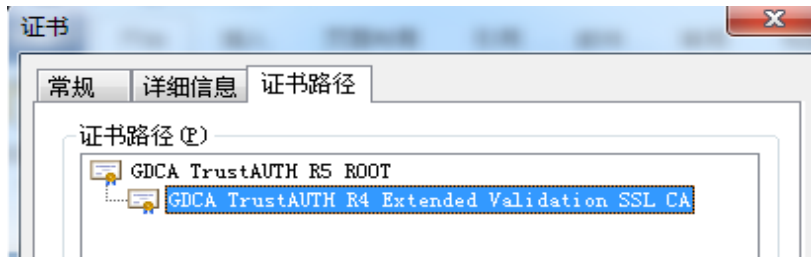 证书
常规 详细信息 证书路径
证书路径(P)
GDCA TrustAUTH R5 ROOT
GDCA TrustAUTH R4 Extended Validation SSL CA